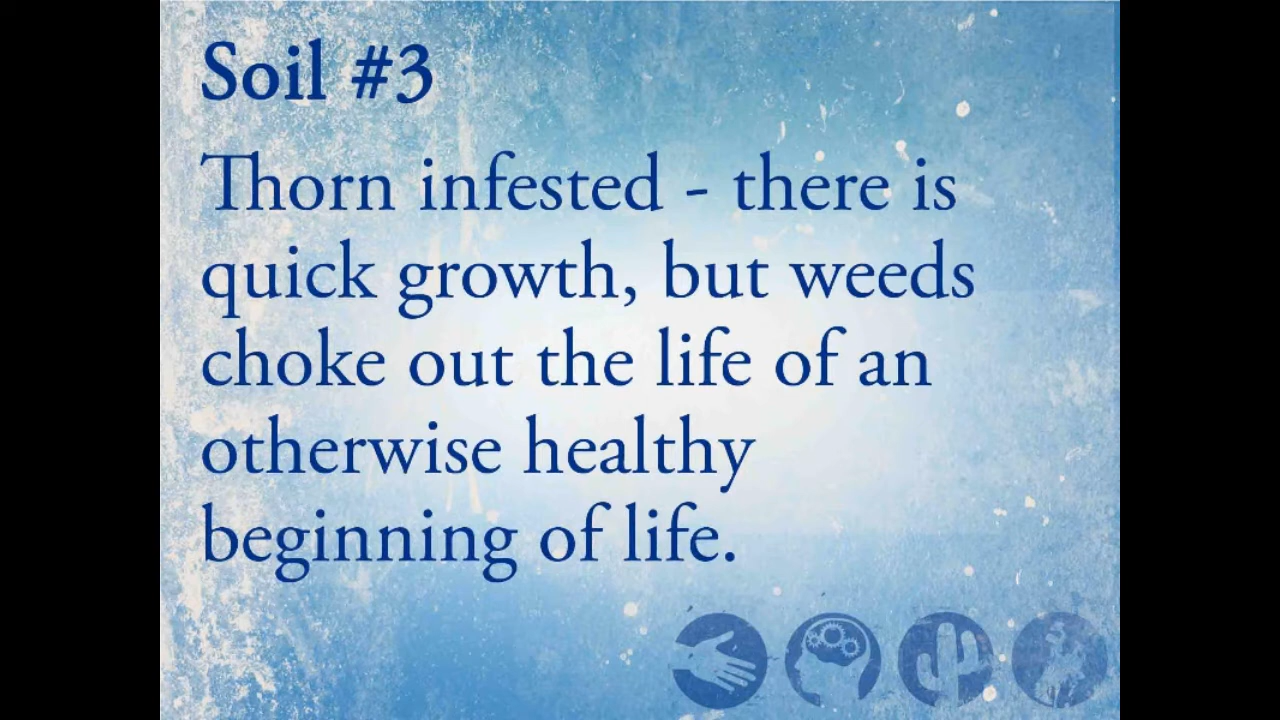 Soil #3
Thorn infested - there is
quick growth, but weeds
choke out the life of an
otherwise healthy
beginning of life.